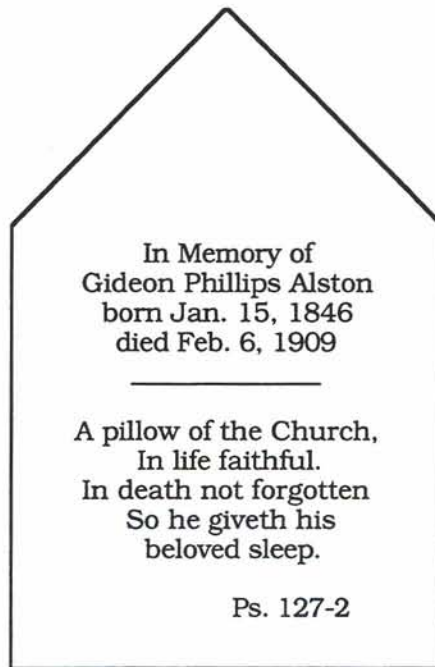 In Memory of
Gideon Phillips Alston
born Jan. 15, 1846
died Feb. 6, 1909
A pillow of the Church,
In life faithful.
In death not forgotten
So he giveth his
beloved sleep.
Ps. 127-2